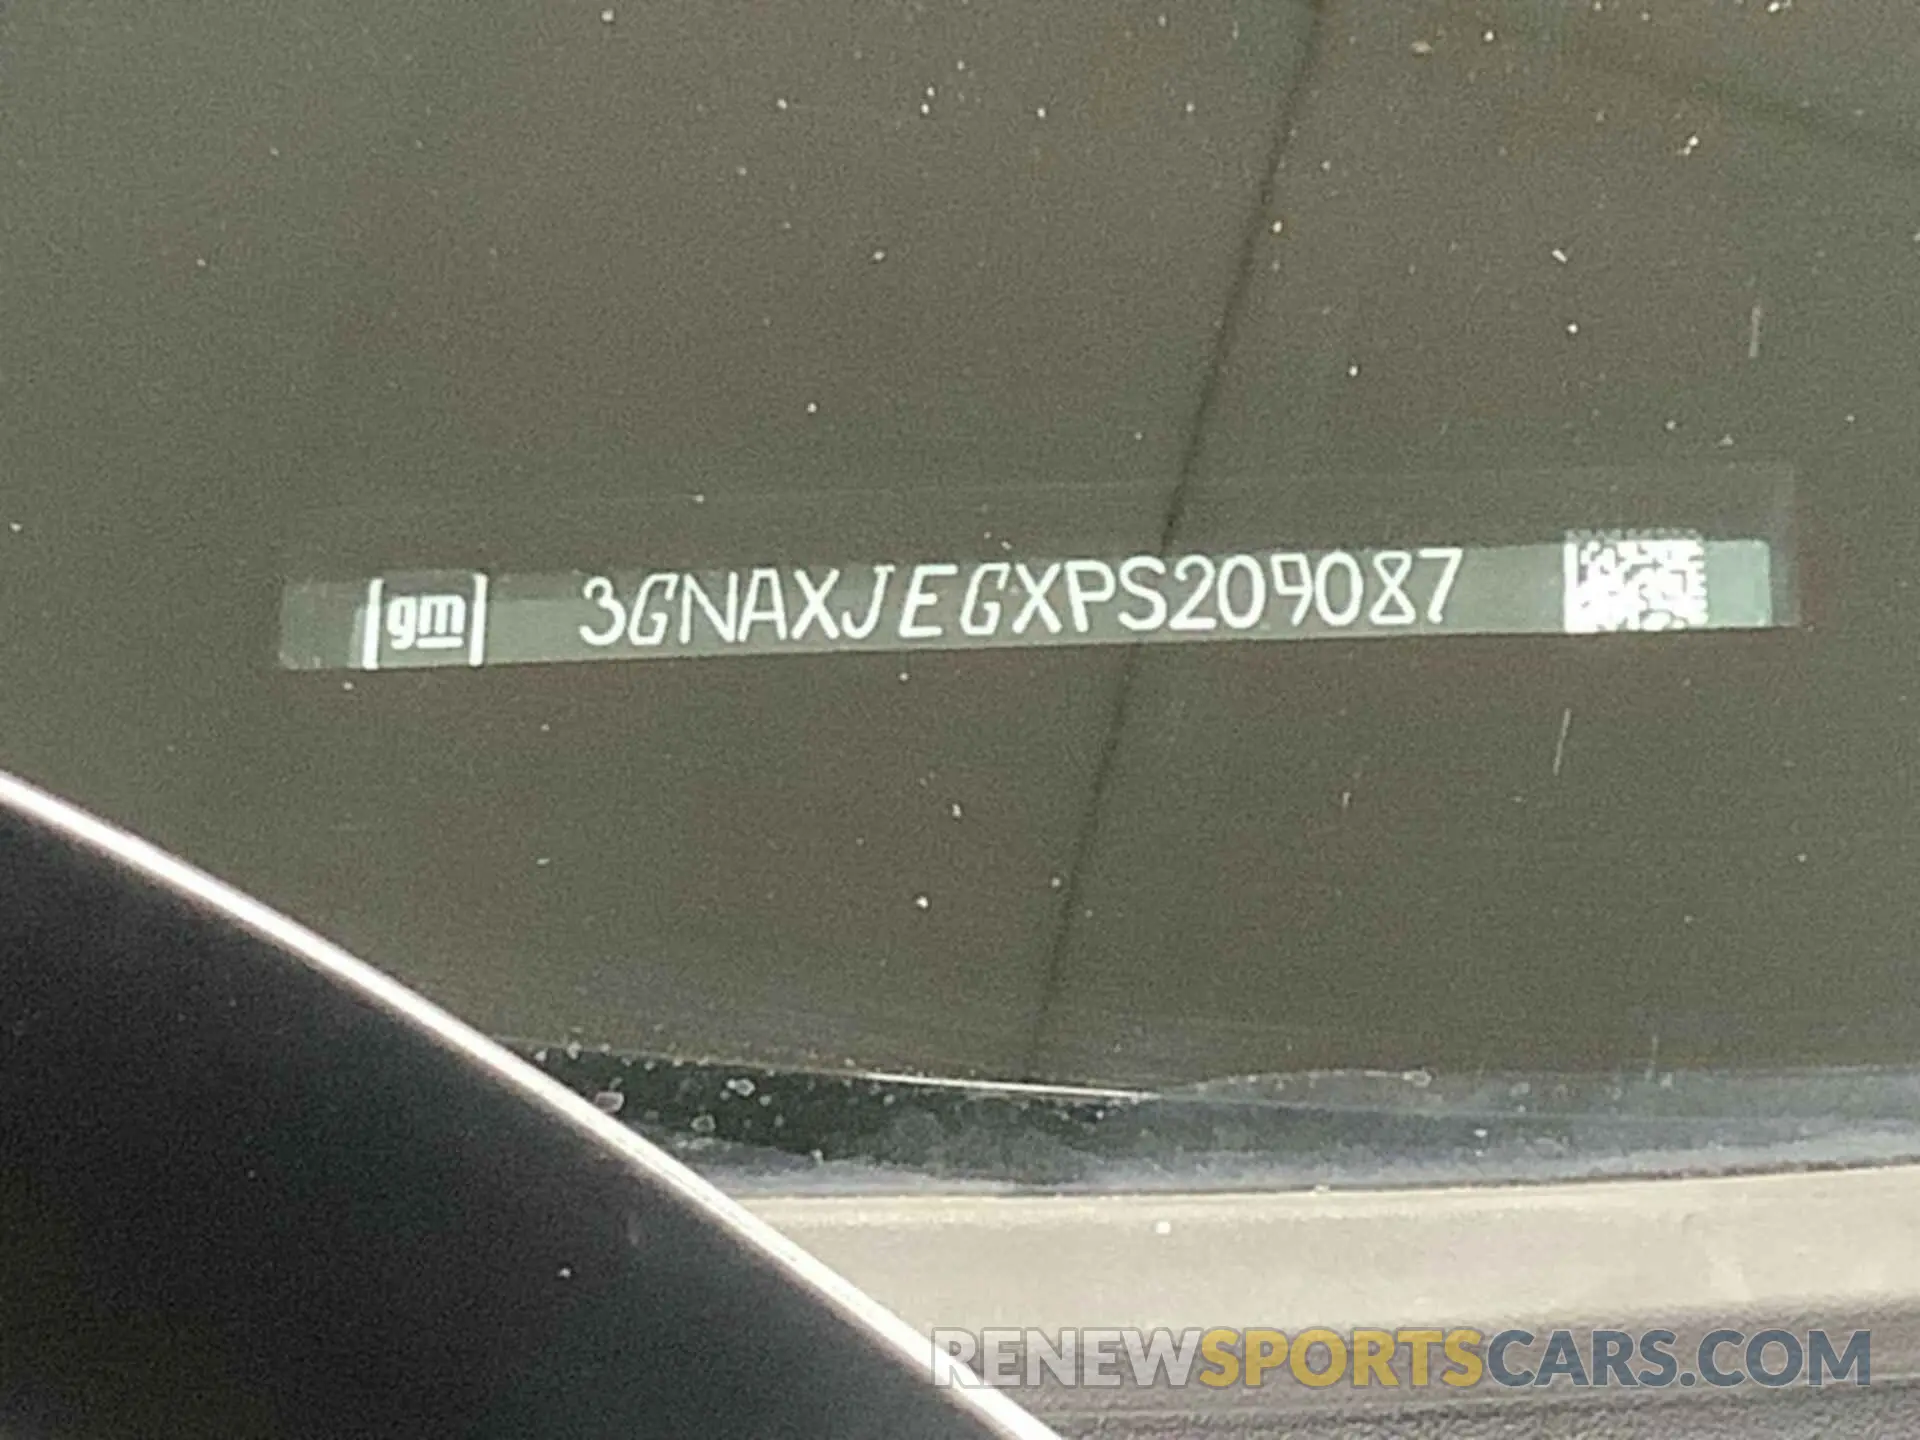 gm 3GNAXJEGXPS209087
RENEWSPORTSCARS.COM